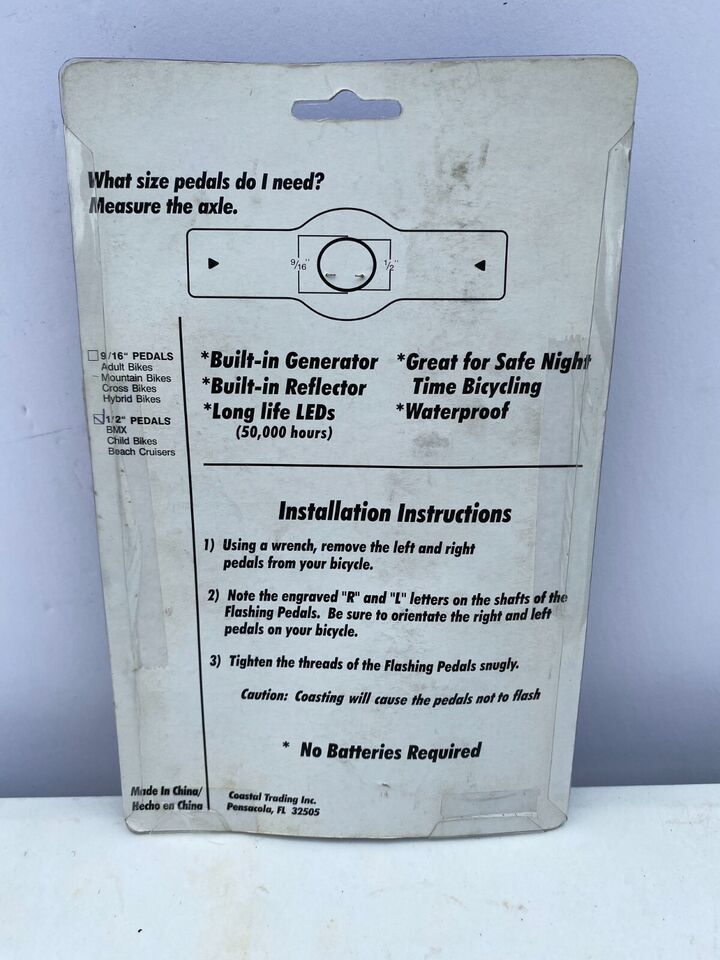 What size pedals do I need?
Measure the axle.
9/16"
1/2"
9/16" PEDALS
Adult Bikes
Mountain Bikes
Cross Bikes
Hybrid Bikes
1/2" PEDALS
BMX
Child Bikes
Beach Cruisers
*Built-in Generator
*Built-in Reflector
*Long life LEDs
(50,000 hours)
*Great for Safe Night
Time Bicycling
*Waterproof
Installation Instructions
1) Using a wrench, remove the left and right
pedals from your bicycle.
2) Note the engraved "R" and "L" letters on the shafts of the
Flashing Pedals. Be sure to orientate the right and left
pedals on your bicycle.
3) Tighten the threads of the Flashing Pedals snugly.
Caution: Coasting will cause the pedals not to flash
* No Batteries Required
Made In China/
Hecho en China
Coastal Trading Inc.
Pensacola, FL 32505